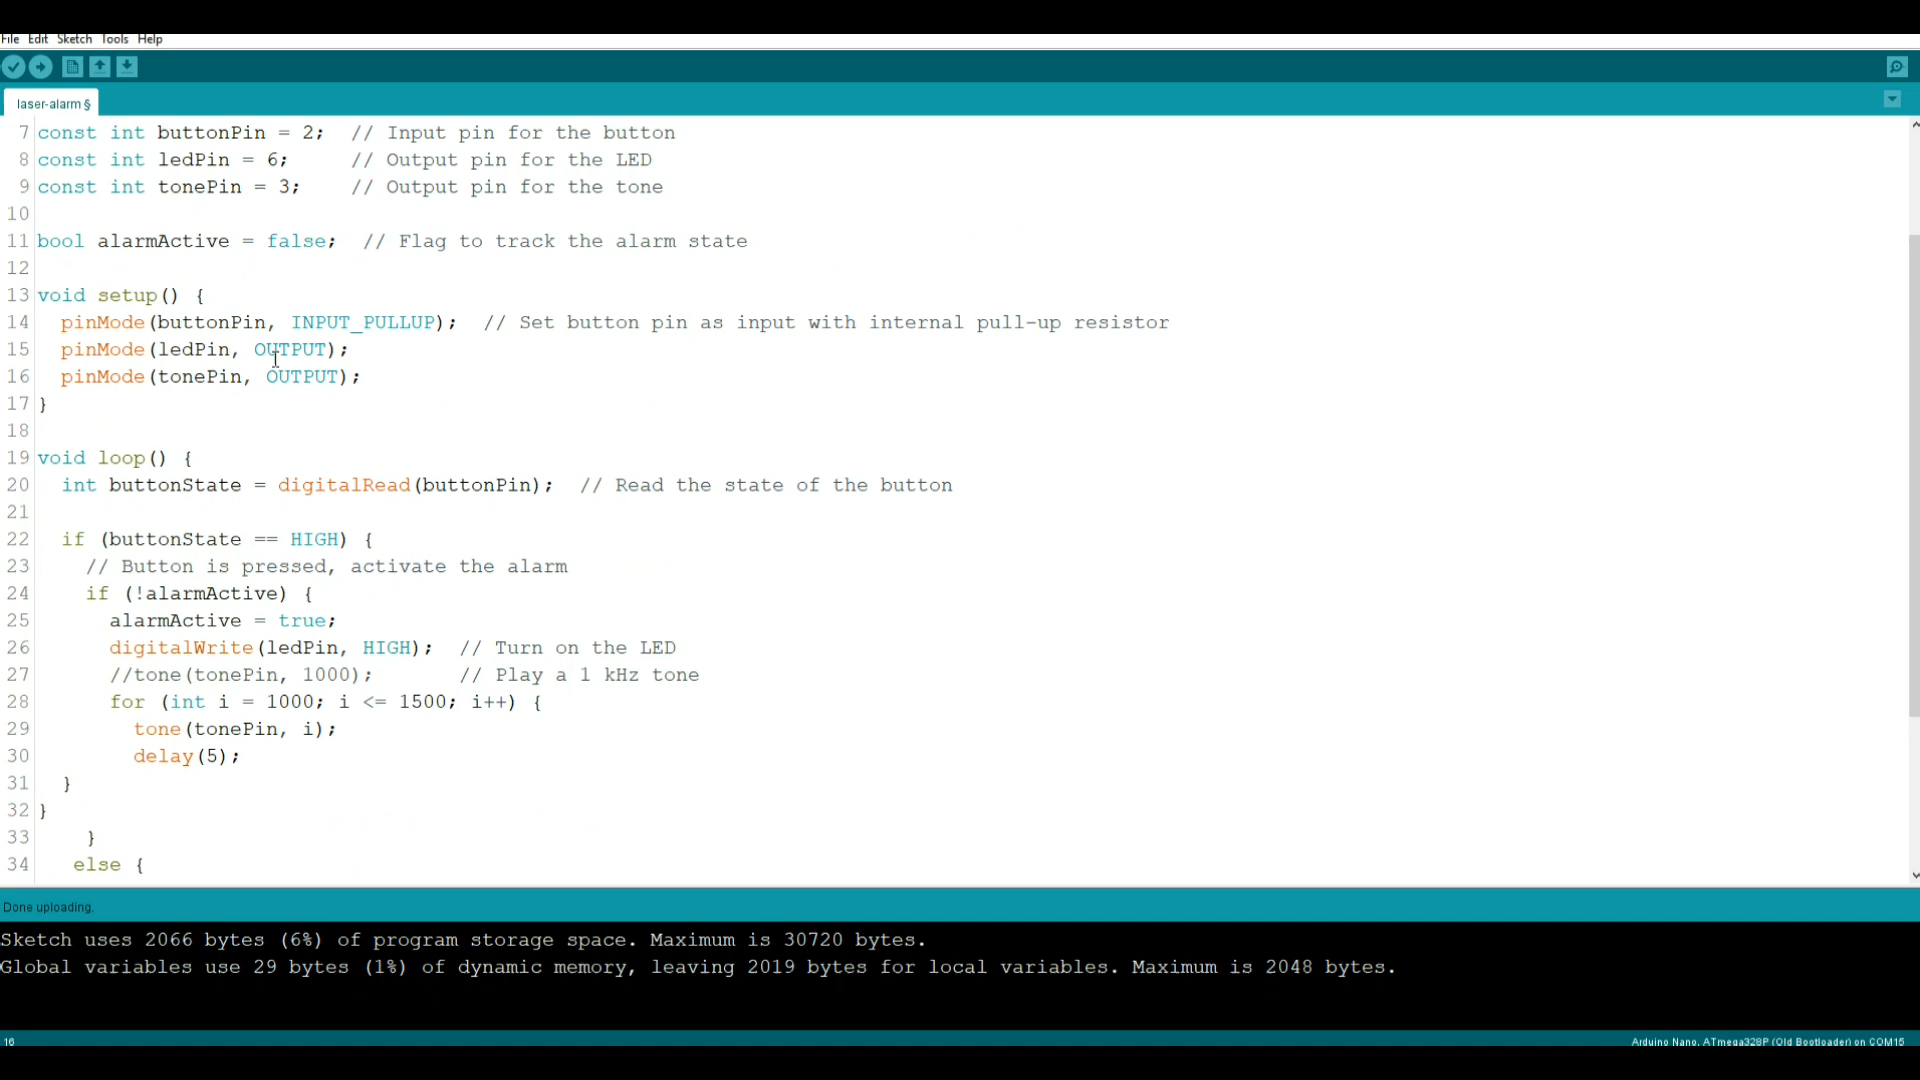 File Edit Sketch Tools Help
laser-alarm §
7 const int buttonPin = 2;  // Input pin for the button
8 const int ledPin = 6;     // Output pin for the LED
9 const int tonePin = 3;    // Output pin for the tone
10
11 bool alarmActive = false;  // Flag to track the alarm state
12
13 void setup() {
14   pinMode(buttonPin, INPUT_PULLUP);  // Set button pin as input with internal pull-up resistor
15   pinMode(ledPin, OUTPUT);
16   pinMode(tonePin, OUTPUT);
17 }
18
19 void loop() {
20   int buttonState = digitalRead(buttonPin);  // Read the state of the button
21
22   if (buttonState == HIGH) {
23     // Button is pressed, activate the alarm
24     if (!alarmActive) {
25       alarmActive = true;
26       digitalWrite(ledPin, HIGH);  // Turn on the LED
27       //tone(tonePin, 1000);       // Play a 1 kHz tone
28       for (int i = 1000; i <= 1500; i++) {
29         tone(tonePin, i);
30         delay(5);
31   }
32 }
33     }
34    else {
Done uploading.
Sketch uses 2066 bytes (6%) of program storage space. Maximum is 30720 bytes.
Global variables use 29 bytes (1%) of dynamic memory, leaving 2019 bytes for local variables. Maximum is 2048 bytes.
16
Arduino Nano, ATmega328P (Old Bootloader) on COM15